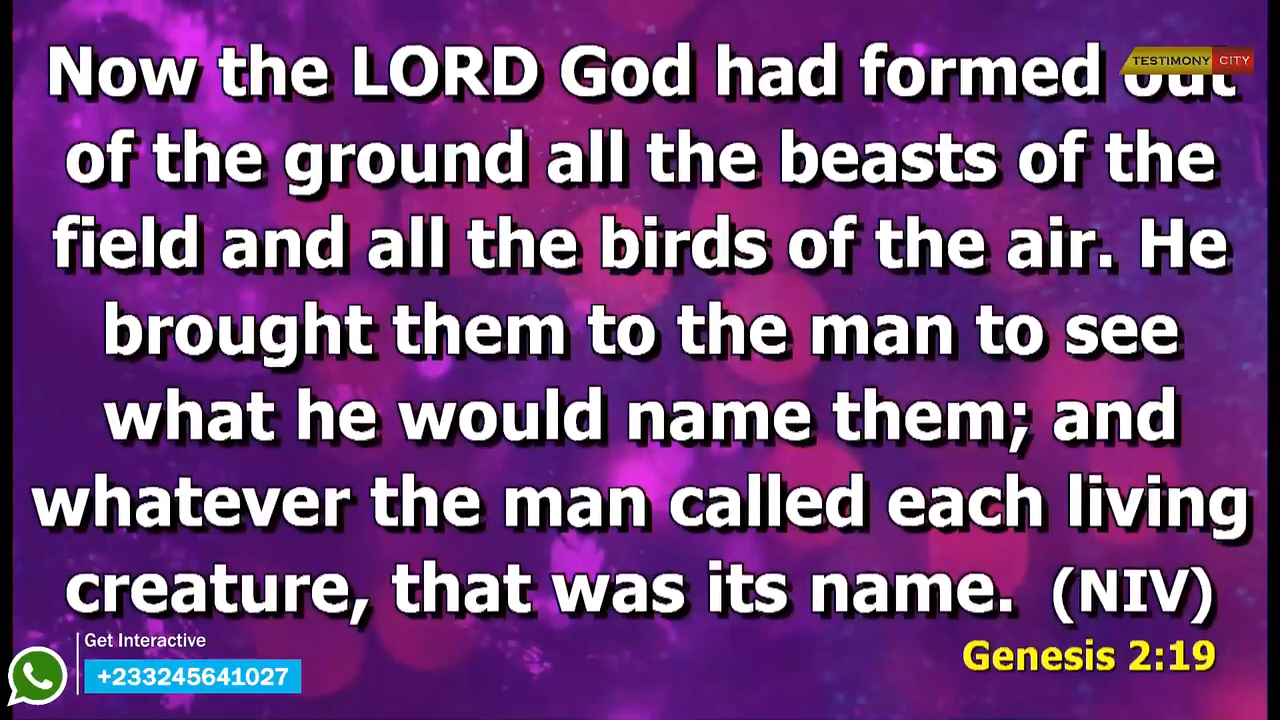 Now the LORD God had formed out
TESTIMONY CITY
of the ground all the beasts of the
field and all the birds of the air. He
brought them to the man to see
what he would name them; and
whatever the man called each living
creature, that was its name. (NIV)
Genesis 2:19
Get Interactive
+233245641027